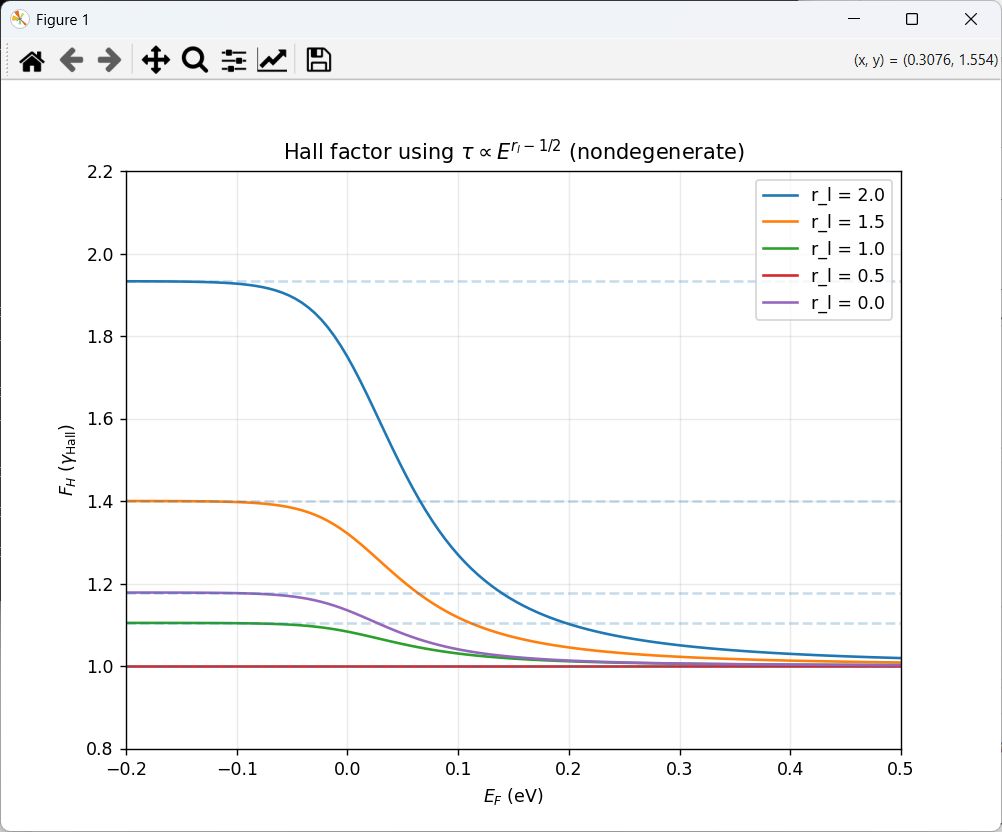 Figure 1
(x, y) = (0.3076, 1.554)
Hall factor using τ ∝ E^{r_l − 1/2} (nondegenerate)
2.2
2.0
1.8
1.6
1.4
1.2
1.0
0.8
F_H (γ_Hall)
r_l = 2.0
r_l = 1.5
r_l = 1.0
r_l = 0.5
r_l = 0.0
−0.2
−0.1
0.0
0.1
0.2
0.3
0.4
0.5
E_F (eV)